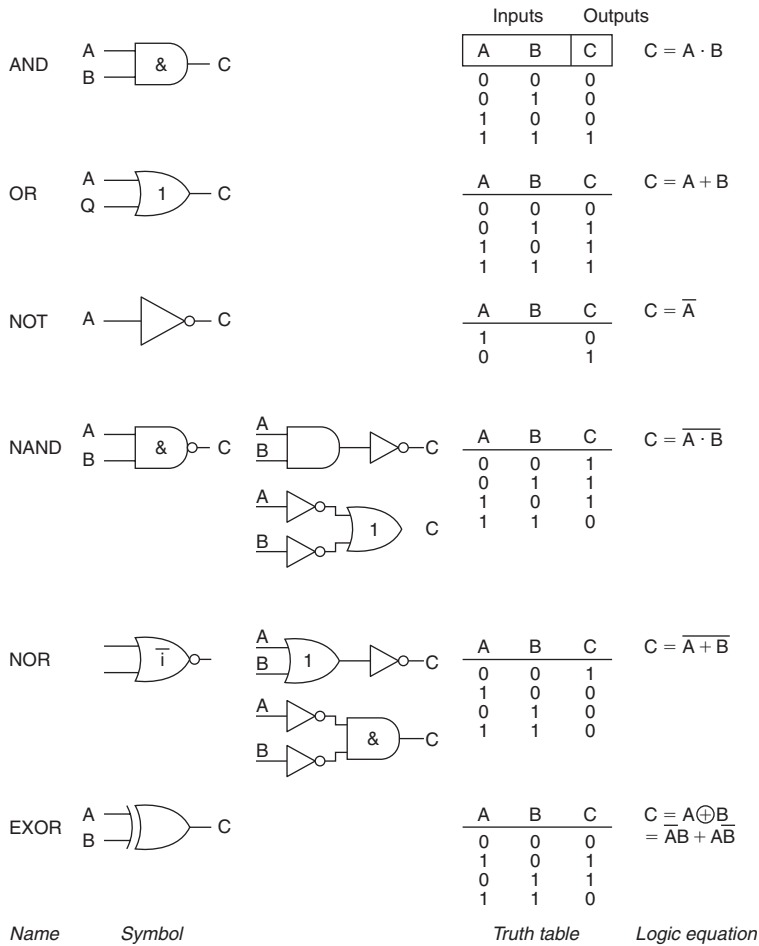 Inputs Outputs
AND A B & C A B C C = A · B
0 0 0
0 1 0
1 0 0
1 1 1
OR A Q 1 C A B C C = A + B
0 0 0
0 1 1
1 0 1
1 1 1
NOT A C A B C C = A̅
1 0
0 1
NAND A B & C A B C A B C C = A̅ ̅·̅ ̅B̅
0 0 1
0 1 1
A 1 0 1
1 C 1 1 0
B
NOR i̅ A B 1 C A B C C = A̅ ̅+̅ ̅B̅
0 0 1
1 0 0
A 0 1 0
& C 1 1 0
B
EXOR A B C A B C C = A⊕B
= A̅B + AB̅
0 0 0
1 0 1
0 1 1
1 1 0
Name Symbol Truth table Logic equation